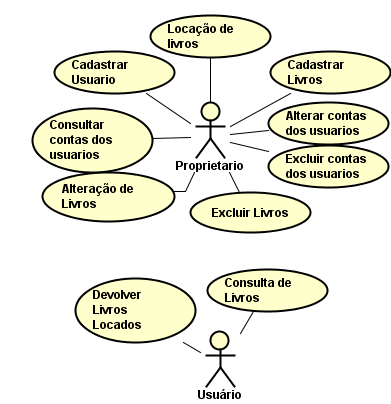 Locação de
livros
Cadastrar
Usuario
Cadastrar
Livros
Consultar
contas dos
usuarios
Alterar contas
dos usuarios
Excluir contas
dos usuarios
Proprietario
Alteração de
Livros
Excluir Livros
Devolver
Livros
Locados
Consulta de
Livros
Usuário